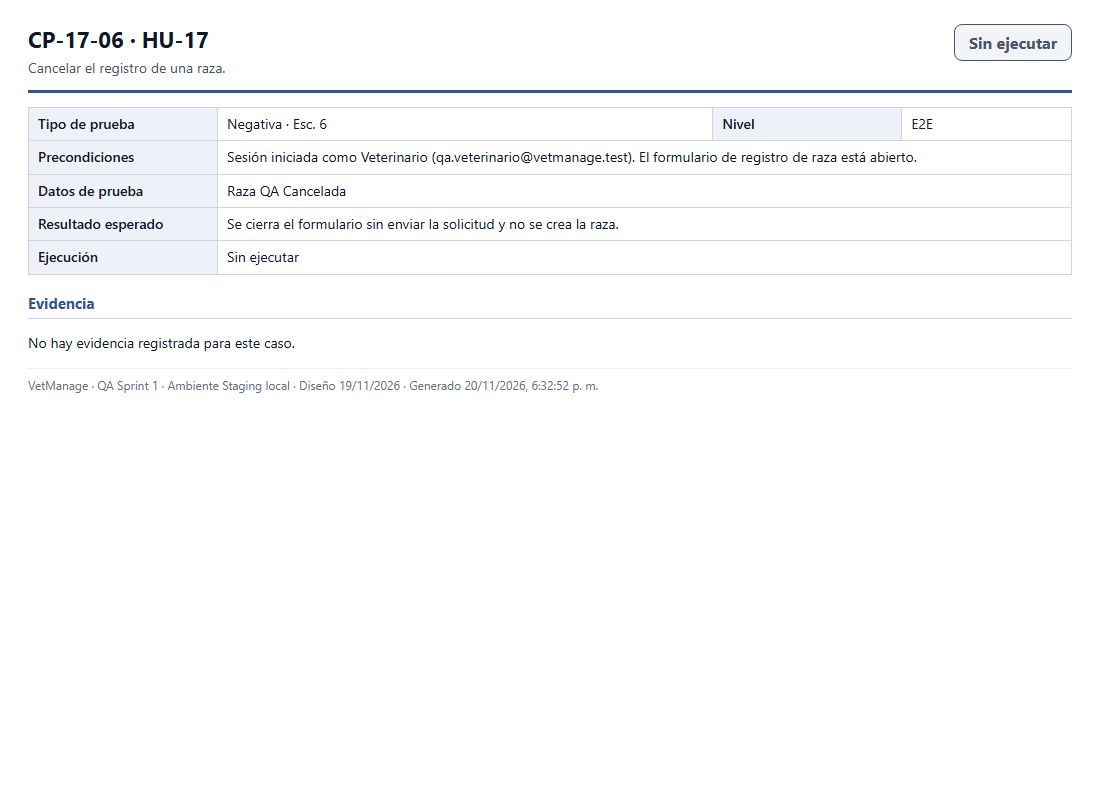 CP-17-06 · HU-17
Sin ejecutar
Cancelar el registro de una raza.
Tipo de prueba
Negativa · Esc. 6
Nivel
E2E
Precondiciones
Sesión iniciada como Veterinario (qa.veterinario@vetmanage.test). El formulario de registro de raza está abierto.
Datos de prueba
Raza QA Cancelada
Resultado esperado
Se cierra el formulario sin enviar la solicitud y no se crea la raza.
Ejecución
Sin ejecutar
Evidencia
No hay evidencia registrada para este caso.
VetManage · QA Sprint 1 · Ambiente Staging local · Diseño 19/11/2026 · Generado 20/11/2026, 6:32:52 p. m.